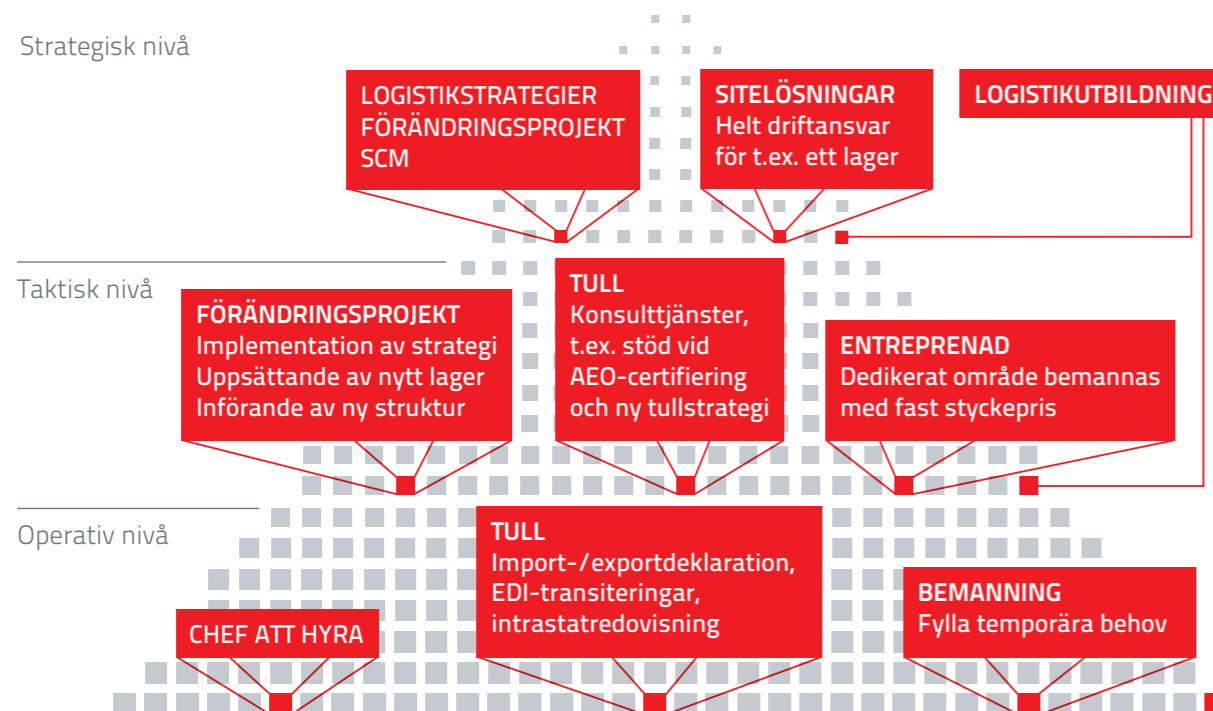 Strategisk nivå
LOGISTIKSTRATEGIER
FÖRÄNDRINGSPROJEKT
SCM
SITELÖSNINGAR
Helt driftansvar
för t.ex. ett lager
LOGISTIKUTBILDNING
Taktisk nivå
FÖRÄNDRINGSPROJEKT
Implementation av strategi
Uppsättande av nytt lager
Införande av ny struktur
TULL
Konsulttjänster,
t.ex. stöd vid
AEO-certifiering
och ny tullstrategi
ENTREPRENAD
Dedikerat område bemannas
med fast styckepris
Operativ nivå
CHEF ATT HYRA
TULL
Import-/exportdeklaration,
EDI-transiteringar,
intrastatredovisning
BEMANNING
Fylla temporära behov